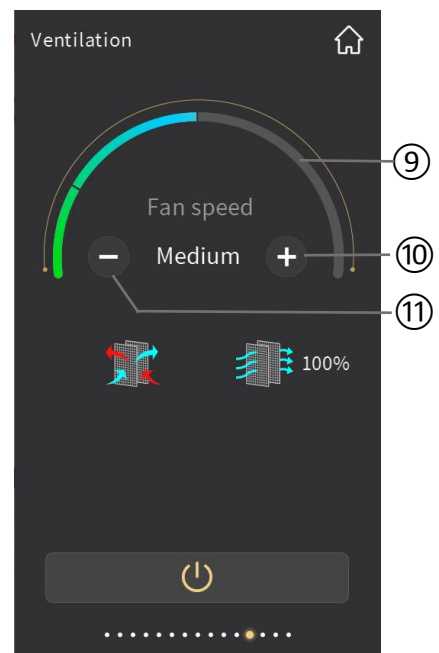 Ventilation
⑨
Fan speed
− Medium + ⑩
⑪
100%